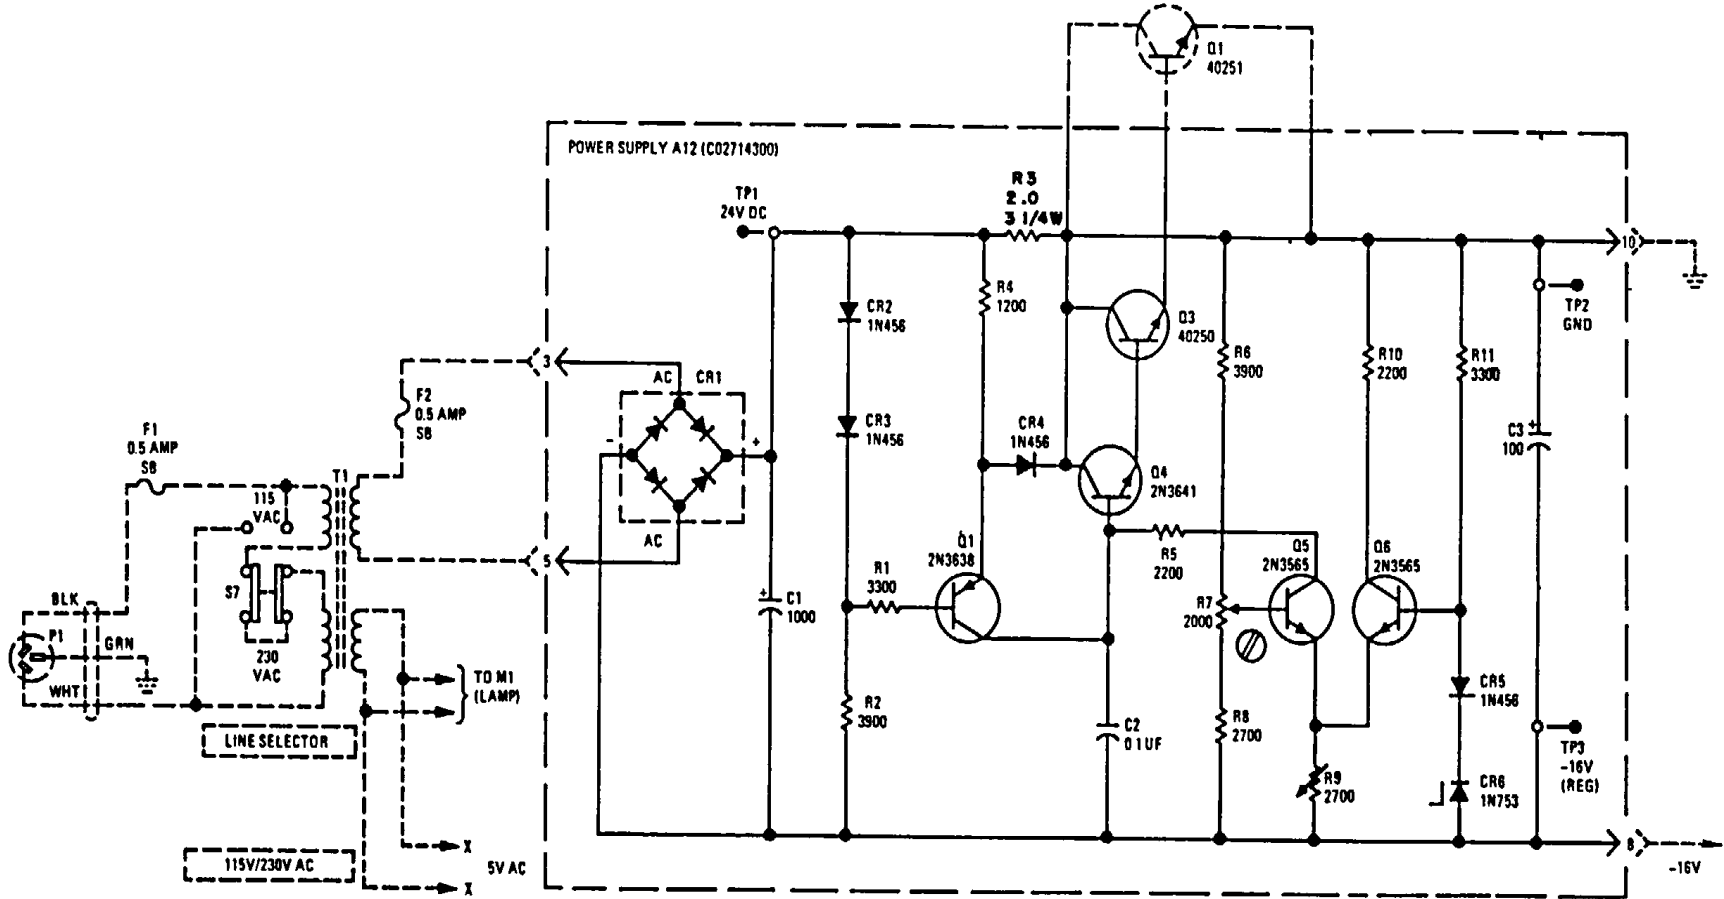 Q1
40251
POWER SUPPLY A12 (C02714300)
TP1
24V DC
R3
2.0
3 1/4W
10
R4
1200
Q3
40250
TP2
GND
CR2
1N456
R6
3900
R10
2200
R11
3300
3
AC
CR1
F2
0.5 AMP
SB
-
+
CR3
1N456
CR4
1N456
C3
+
100
F1
0.5 AMP
SB
T1
115
VAC
Q4
2N3641
AC
5
Q1
2N3638
R5
2200
Q5
2N3565
Q6
2N3565
S7
R1
3300
+
C1
1000
R7
2000
BLK
P1
GRN
WHT
230
VAC
TO M1
(LAMP)
R2
3900
CR5
1N456
LINE SELECTOR
C2
0.1UF
R8
2700
TP3
-16V
(REG)
R9
2700
CR6
1N753
X
8
115V/230V AC
5V AC
-16V
X